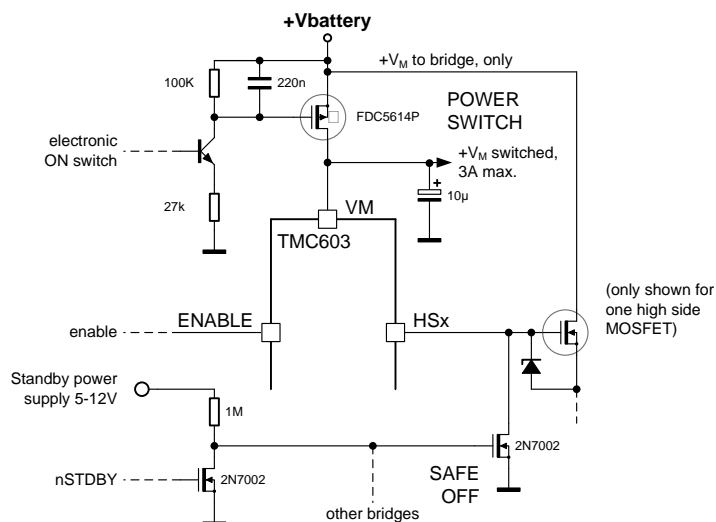 +Vbattery
+VM to bridge, only
100K
220n
FDC5614P
POWER
SWITCH
electronic
ON switch
+VM switched,
3A max.
+
10µ
27k
VM
TMC603
(only shown for
one high side
MOSFET)
enable
ENABLE
HSx
Standby power
supply 5-12V
1M
2N7002
nSTDBY
2N7002
SAFE
OFF
other bridges